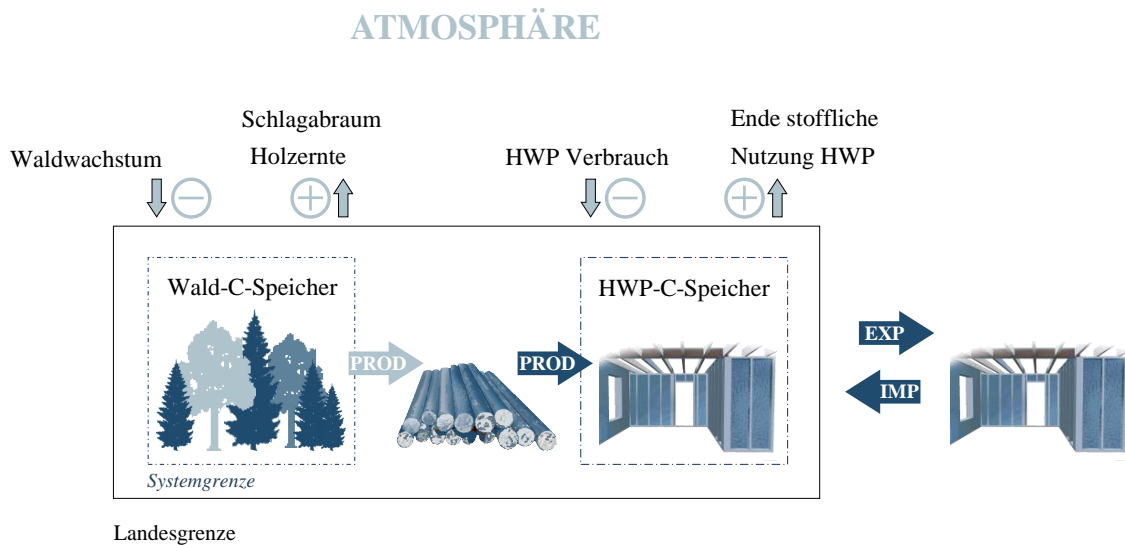 ATMOSPHÄRE
Schlagabraum
Ende stoffliche
Waldwachstum
Holzernte
HWP Verbrauch
Nutzung HWP
Wald-C-Speicher
HWP-C-Speicher
PROD
PROD
EXP
IMP
Systemgrenze
Landesgrenze